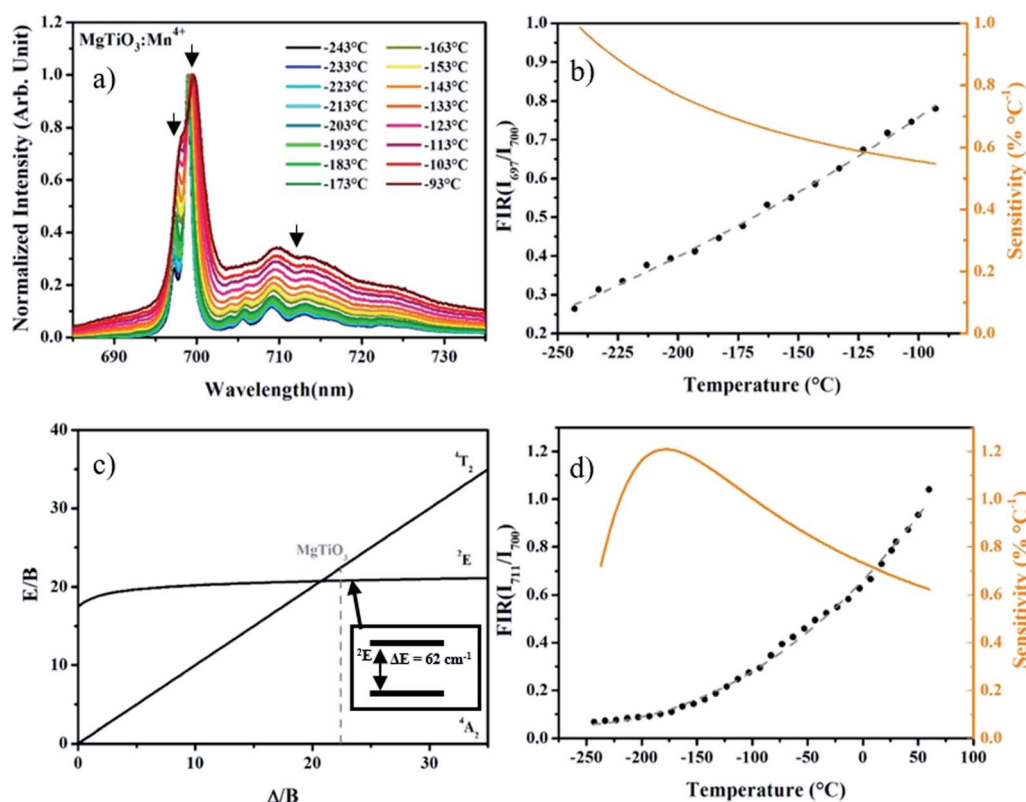 MgTiO₃:Mn⁴⁺
a)
-243°C -163°C
-233°C -153°C
-223°C -143°C
-213°C -133°C
-203°C -123°C
-193°C -113°C
-183°C -103°C
-173°C -93°C
Normalized Intensity (Arb. Unit)
1.2
1.0
0.8
0.6
0.4
0.2
0.0
690 700 710 720 730
Wavelength(nm)
b)
FIR(I₆₉₇/I₇₀₀)
0.9
0.8
0.7
0.6
0.5
0.4
0.3
0.2
-250 -225 -200 -175 -150 -125 -100
Temperature (°C)
1.0
0.8
0.6
0.4
0.2
0.0
Sensitivity (% °C⁻¹)
c)
E/B
40
30
20
10
0
0 10 20 30
Δ/B
⁴T₂
MgTiO₃
²E
²E ΔE = 62 cm⁻¹
⁴A₂
d)
FIR(I₇₁₁/I₇₀₀)
1.2
1.0
0.8
0.6
0.4
0.2
0.0
-250 -200 -150 -100 -50 0 50 100
Temperature (°C)
1.2
1.0
0.8
0.6
0.4
0.2
0.0
Sensitivity (% °C⁻¹)